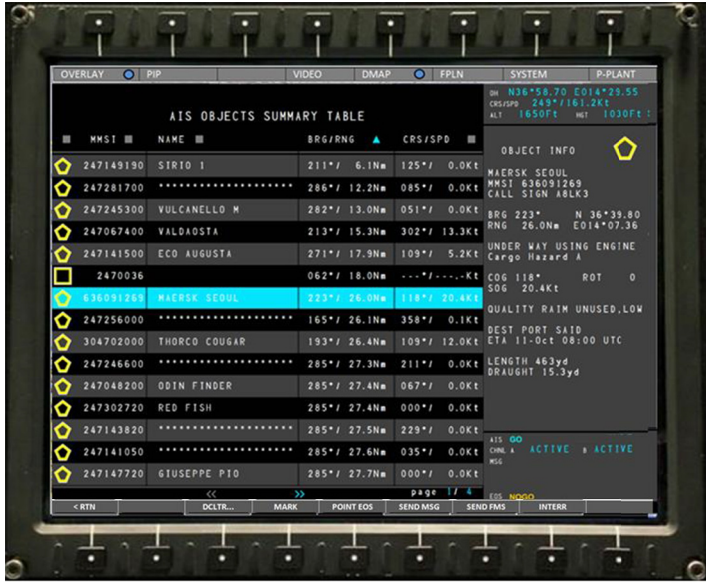 OVERLAY PIP VIDEO DMAP FPLN SYSTEM P-PLANT
AIS OBJECTS SUMMARY TABLE
MMSI NAME BRG/RNG CRS/SPD
247149190 SIRIO 1 211°/ 6.1Nm 125°/ 0.0Kt
247281700 ******************** 286°/ 12.2Nm 085°/ 0.0Kt
247245300 VULCANELLO M 282°/ 13.0Nm 051°/ 0.0Kt
247067400 VALDAOSTA 213°/ 15.3Nm 302°/ 13.3Kt
247141500 ECO AUGUSTA 271°/ 17.9Nm 109°/ 5.2Kt
2470036 062°/ 18.0Nm ---°/---.-Kt
636091269 MAERSK SEOUL 223°/ 26.0Nm 118°/ 20.4Kt
247256000 ******************** 165°/ 26.1Nm 358°/ 0.1Kt
304702000 THORCO COUGAR 193°/ 26.4Nm 109°/ 12.0Kt
247246600 ******************** 285°/ 27.3Nm 211°/ 0.0Kt
247048200 ODIN FINDER 285°/ 27.4Nm 067°/ 0.0Kt
247302720 RED FISH 285°/ 27.4Nm 000°/ 0.0Kt
247143820 ******************** 285°/ 27.5Nm 229°/ 0.0Kt
247141050 ******************** 285°/ 27.6Nm 035°/ 0.0Kt
247147720 GIUSEPPE PIO 285°/ 27.7Nm 000°/ 0.0Kt
<< >> page 1/ 4
OH N36°58.70 E014°29.55
CRS/SPD 249°/161.2Kt
ALT 1650Ft HGT 1030Ft
OBJECT INFO
MAERSK SEOUL
MMSI 636091269
CALL SIGN A8LK3
BRG 223° N 36°39.80
RNG 26.0Nm E014°07.36
UNDER WAY USING ENGINE
Cargo Hazard A
COG 118° ROT 0
SOG 20.4Kt
QUALITY RAIM UNUSED,LOW
DEST PORT SAID
ETA 11-Oct 08:00 UTC
LENGTH 463yd
DRAUGHT 15.3yd
AIS GO
CHNL A ACTIVE B ACTIVE
MSG
EOS NOGO
<RTN DCLTR... MARK POINT EOS SEND MSG SEND FMS INTERR